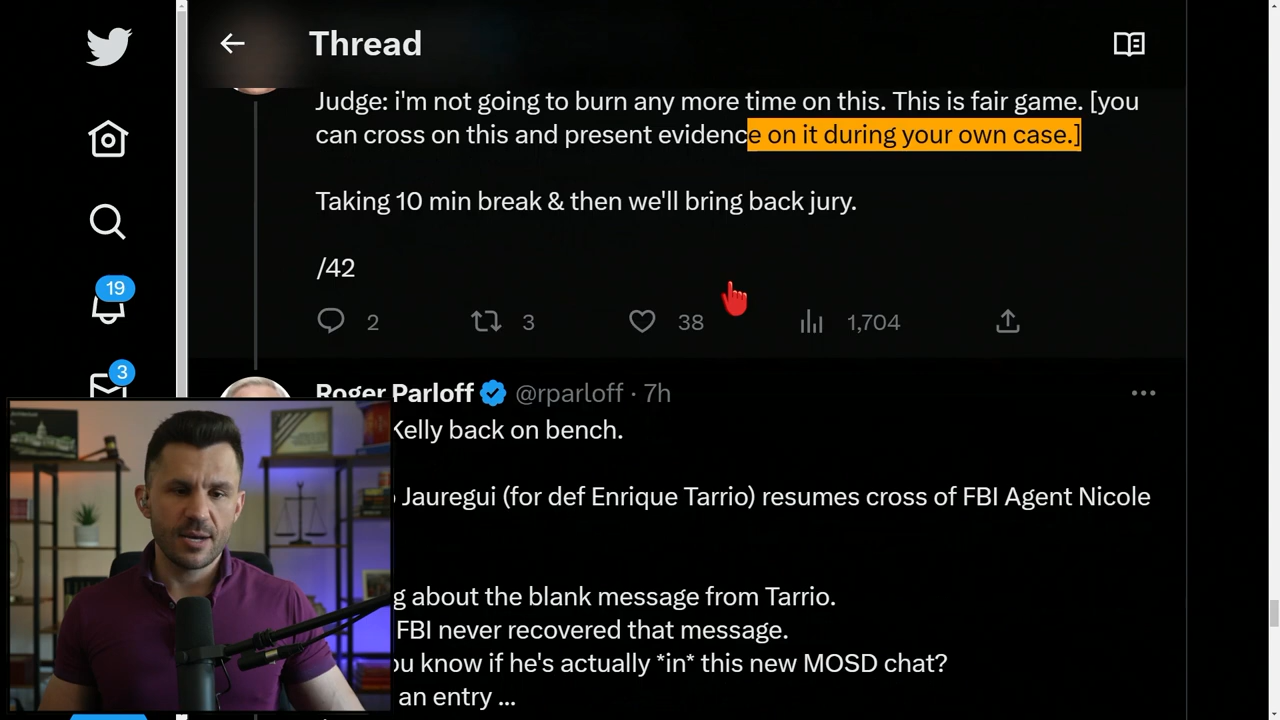 Thread
Judge: i'm not going to burn any more time on this. This is fair game. [you
can cross on this and present evidence on it during your own case.]
Taking 10 min break & then we'll bring back jury.
/42
19
2
3
38
1,704
3
Roger Parloff @rparloff · 7h
Kelly back on bench.
Jauregui (for def Enrique Tarrio) resumes cross of FBI Agent Nicole
g about the blank message from Tarrio.
FBI never recovered that message.
ou know if he's actually *in* this new MOSD chat?
an entry ...